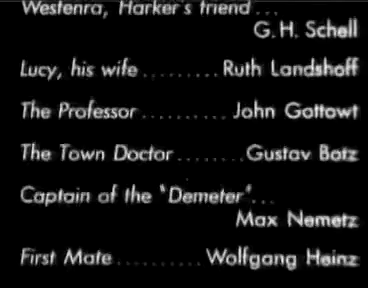 Westenra, Harker's friend...
G. H. Schell
Lucy, his wife......... Ruth Landshoff
The Professor.......... John Gottowt
The Town Doctor........ Gustav Botz
Captain of the "Demeter"...
Max Nemetz
First Mate.......... Wolfgang Heinz